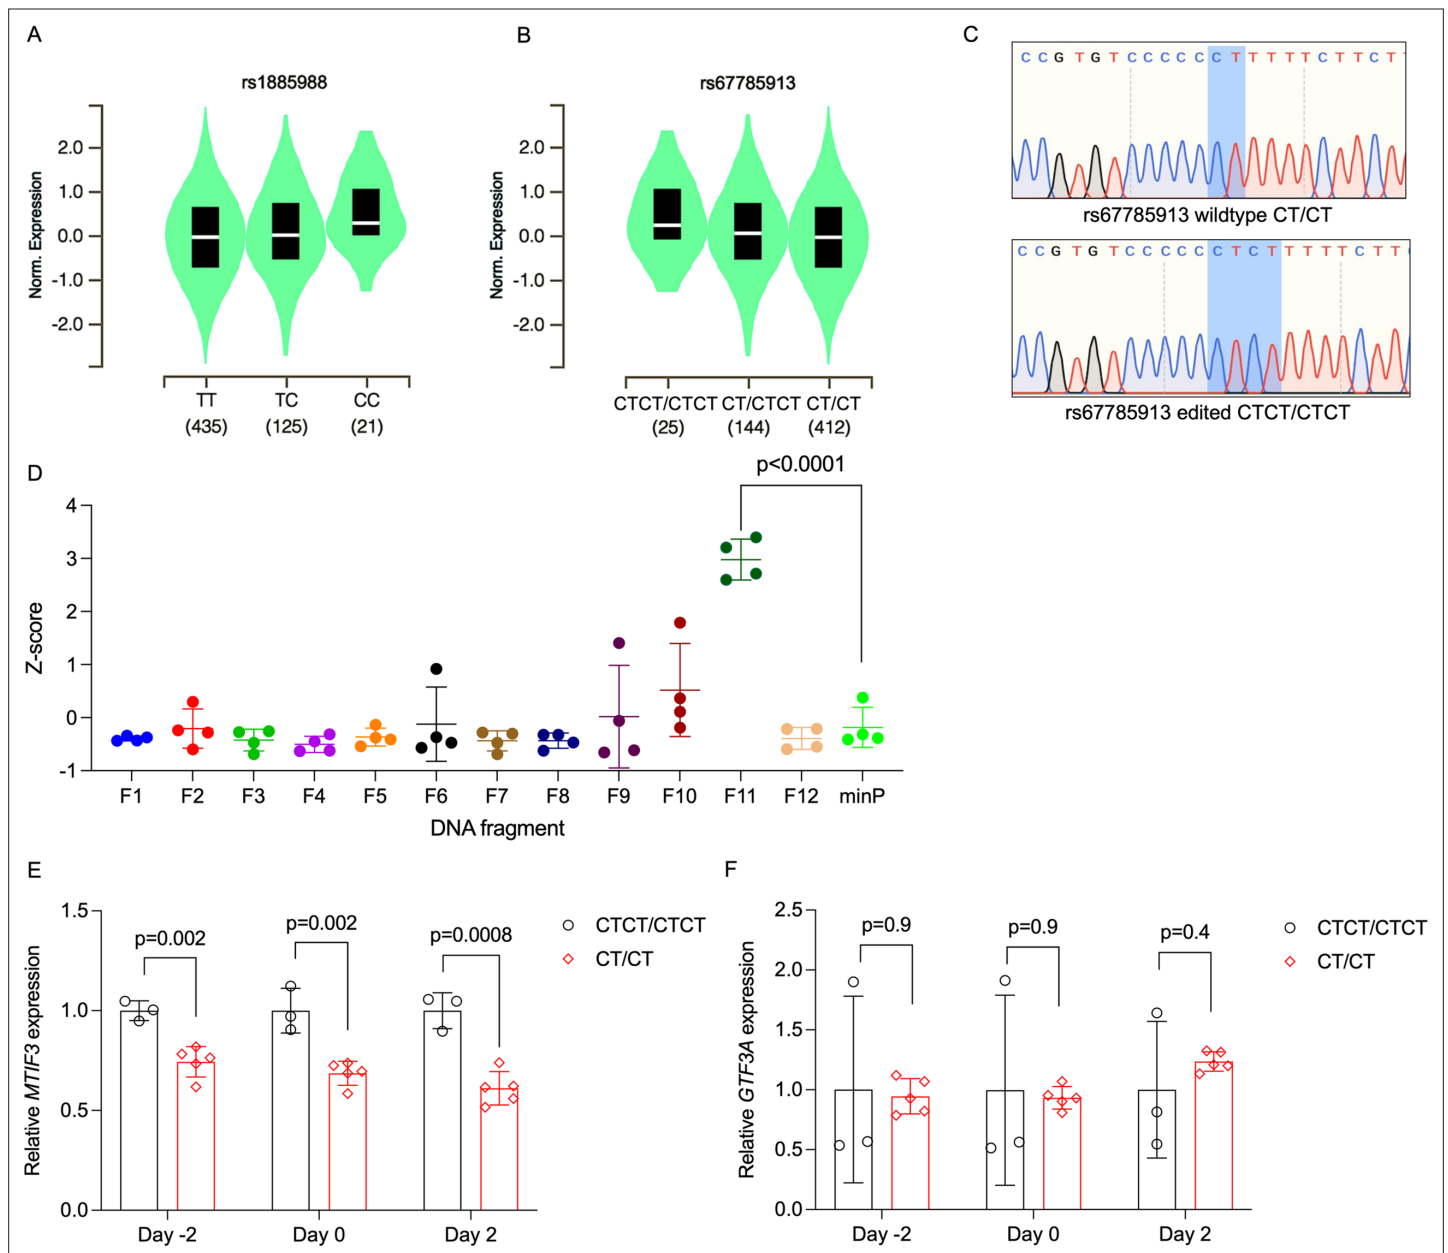 A
rs1885988
Norm. Expression
2.0
1.0
0.0
-1.0
-2.0
TT TC CC
(435) (125) (21)
B
rs67785913
Norm. Expression
2.0
1.0
0.0
-1.0
-2.0
CTCT/CTCT CT/CTCT CT/CT
(25) (144) (412)
C
C C G T G T C C C C C C T T T T T C T T C T T
rs67785913 wildtype CT/CT
C C G T G T C C C C C C T C T T T T T C T T C
rs67785913 edited CTCT/CTCT
D
p<0.0001
Z-score
4
3
2
1
0
-1
F1 F2 F3 F4 F5 F6 F7 F8 F9 F10 F11 F12 minP
DNA fragment
E
Relative MTIF3 expression
1.5
1.0
0.5
0.0
p=0.002 p=0.002 p=0.0008
CTCT/CTCT
CT/CT
Day -2 Day 0 Day 2
F
Relative GTF3A expression
2.5
2.0
1.5
1.0
0.5
0.0
p=0.9 p=0.9 p=0.4
CTCT/CTCT
CT/CT
Day -2 Day 0 Day 2